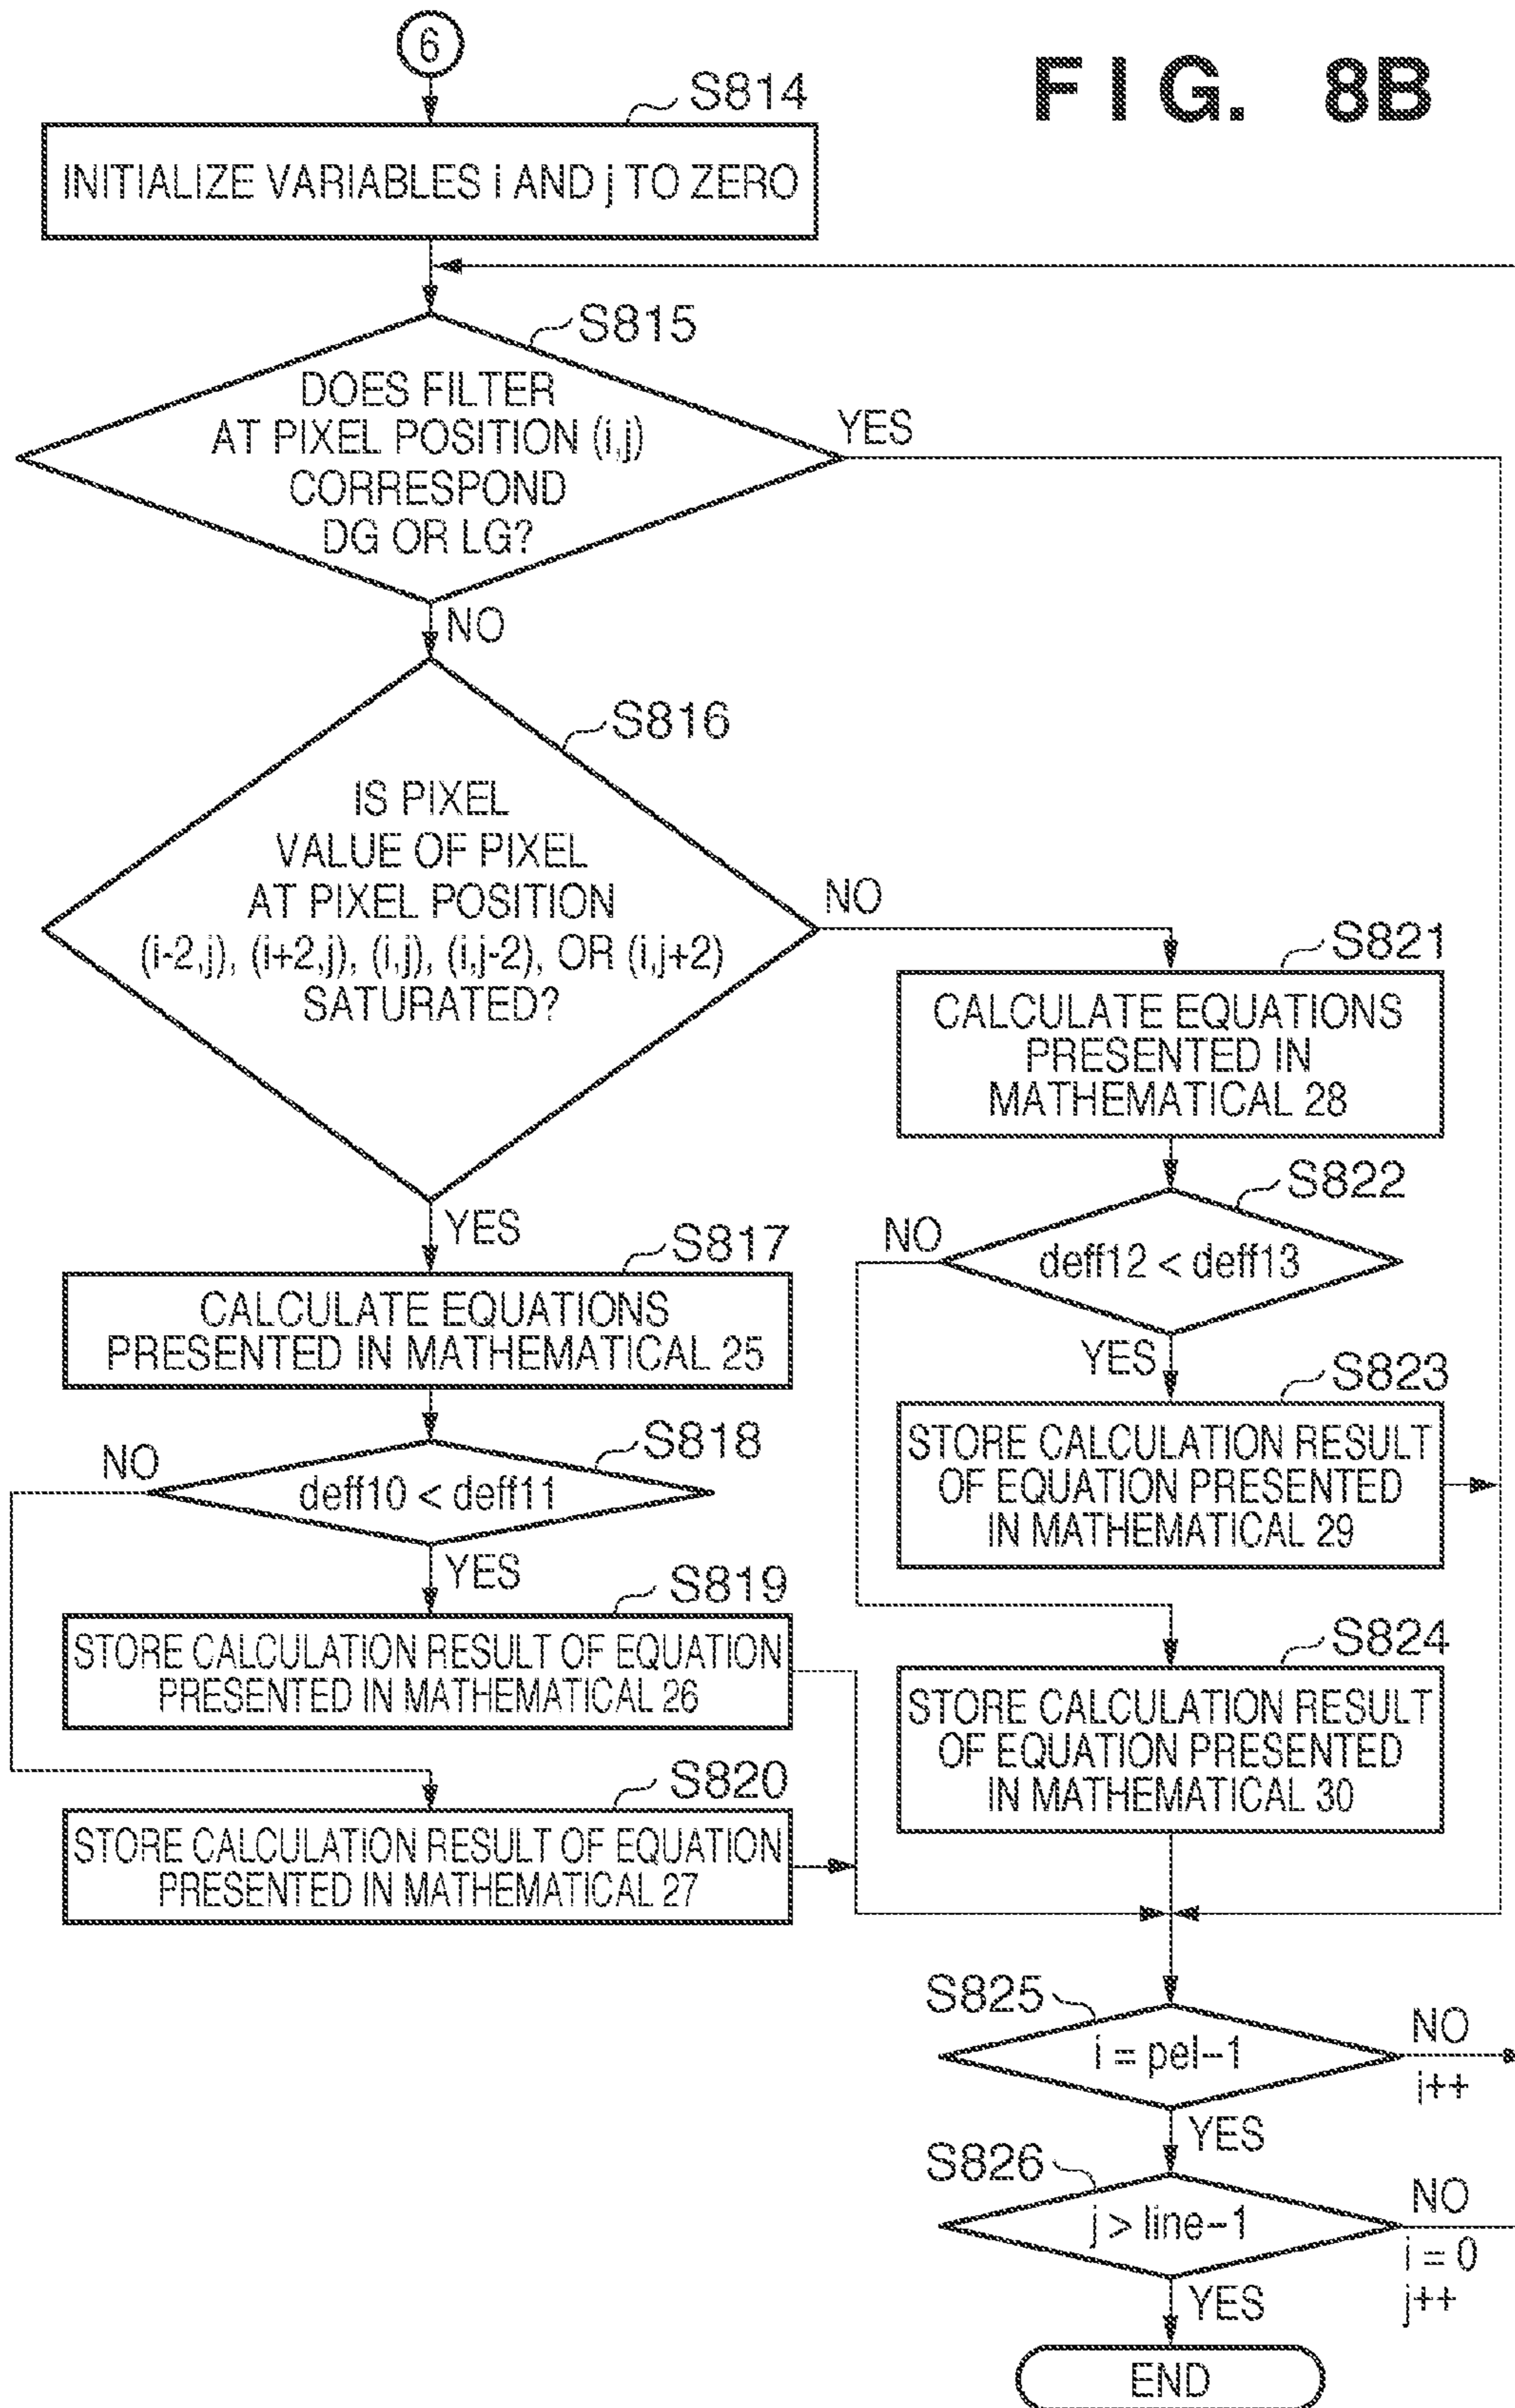 6
FIG. 8B
S814
INITIALIZE VARIABLES i AND j TO ZERO
S815
DOES FILTER
AT PIXEL POSITION (i,j)
CORRESPOND
DG OR LG?
YES
NO
S816
IS PIXEL
VALUE OF PIXEL
AT PIXEL POSITION
(i-2,j), (i+2,j), (i,j), (i,j-2), OR (i,j+2)
SATURATED?
NO
YES
S821
CALCULATE EQUATIONS
PRESENTED IN
MATHEMATICAL 28
S822
deff12 < deff13
NO
YES
S817
CALCULATE EQUATIONS
PRESENTED IN MATHEMATICAL 25
S823
STORE CALCULATION RESULT
OF EQUATION PRESENTED
IN MATHEMATICAL 29
S818
deff10 < deff11
NO
YES
S819
STORE CALCULATION RESULT OF EQUATION
PRESENTED IN MATHEMATICAL 26
S824
STORE CALCULATION RESULT
OF EQUATION PRESENTED
IN MATHEMATICAL 30
S820
STORE CALCULATION RESULT OF EQUATION
PRESENTED IN MATHEMATICAL 27
S825
i = pel-1
NO
i++
YES
S826
j > line-1
NO
i = 0
j++
YES
END